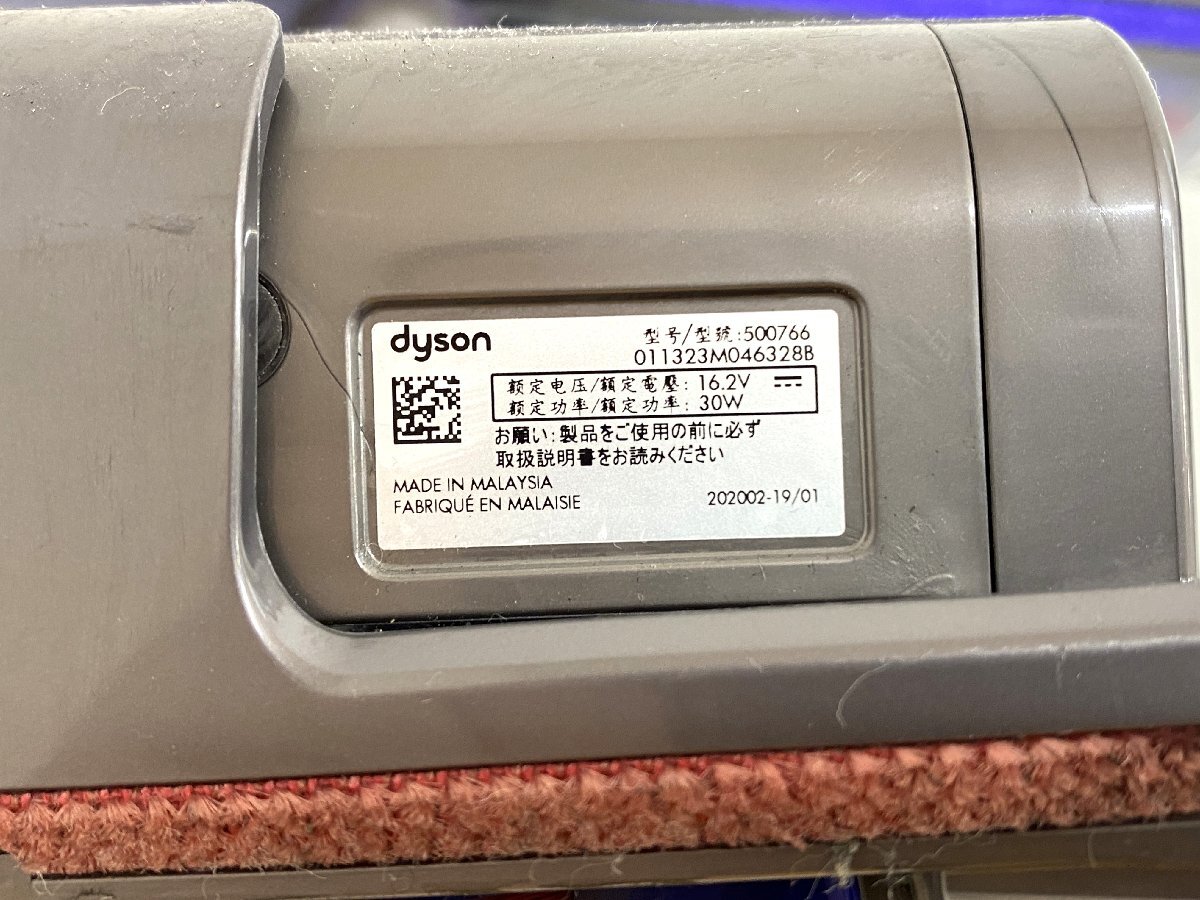 dyson
型号/型號:500766
011323M046328B
额定电压/額定電壓: 16.2V
额定功率/額定功率: 30W
お願い:製品をご使用の前に必ず
取扱説明書をお読みください
MADE IN MALAYSIA
FABRIQUÉ EN MALAISIE
202002-19/01